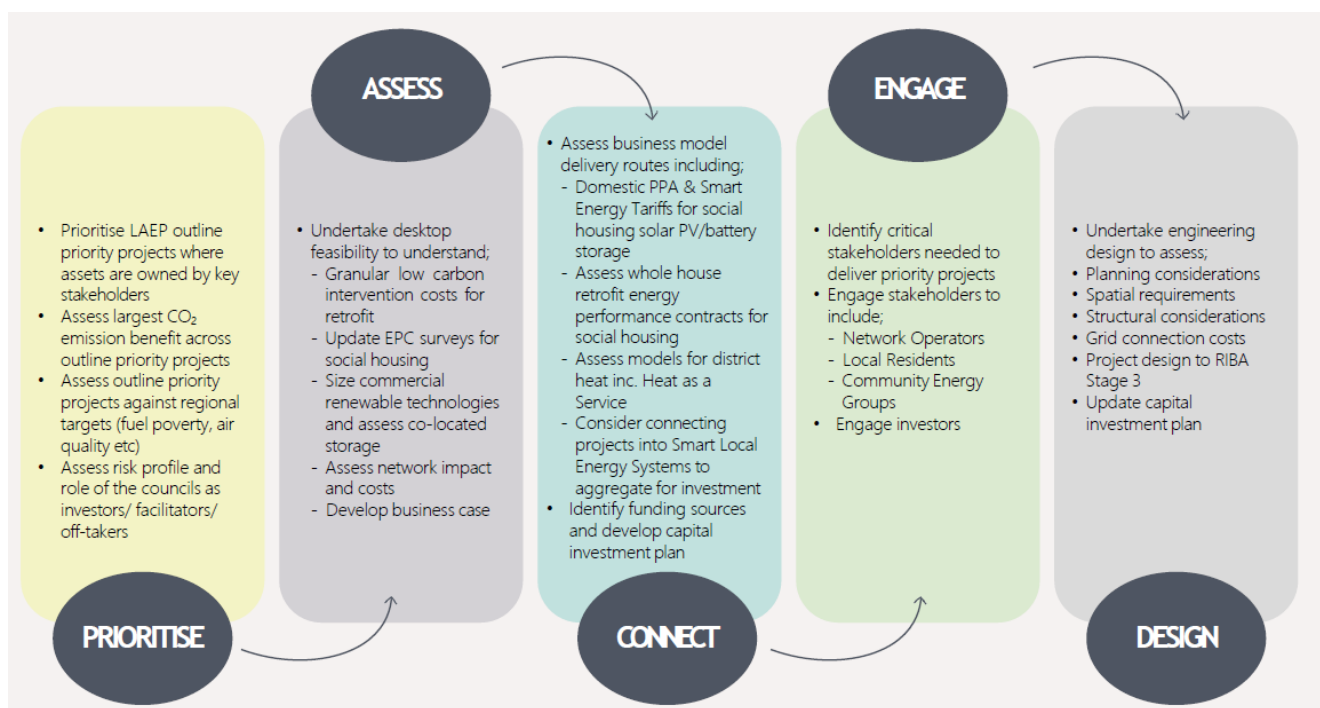 PRIORITISE
• Prioritise LAEP outline
priority projects where
assets are owned by key
stakeholders
• Assess largest CO₂
emission benefit across
outline priority projects
• Assess outline priority
projects against regional
targets (fuel poverty, air
quality etc)
• Assess risk profile and
role of the councils as
investors/ facilitators/
off-takers
ASSESS
• Undertake desktop
feasibility to understand;
- Granular low carbon
intervention costs for
retrofit
- Update EPC surveys for
social housing
- Size commercial
renewable technologies
and assess co-located
storage
- Assess network impact
and costs
- Develop business case
CONNECT
• Assess business model
delivery routes including;
- Domestic PPA & Smart
Energy Tariffs for social
housing solar PV/battery
storage
- Assess whole house
retrofit energy
performance contracts for
social housing
- Assess models for district
heat inc. Heat as a
Service
- Consider connecting
projects into Smart Local
Energy Systems to
aggregate for investment
• Identify funding sources
and develop capital
investment plan
ENGAGE
• Identify critical
stakeholders needed to
deliver priority projects
• Engage stakeholders to
include;
- Network Operators
- Local Residents
- Community Energy
Groups
• Engage investors
DESIGN
• Undertake engineering
design to assess;
• Planning considerations
• Spatial requirements
• Structural considerations
• Grid connection costs
• Project design to RIBA
Stage 3
• Update capital
investment plan